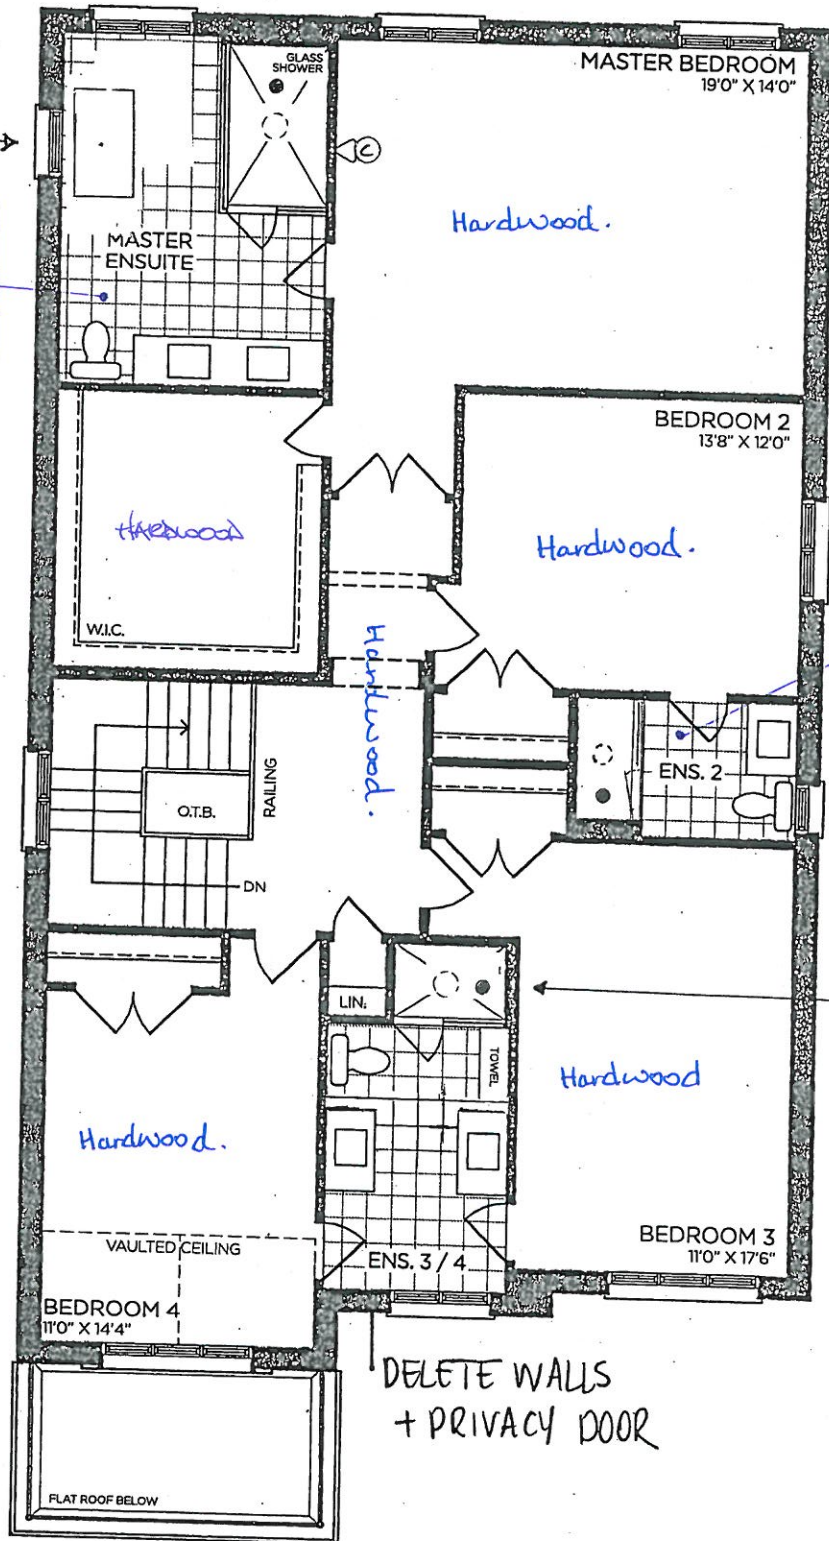 GLASS
SHOWER
MASTER BEDROOM
19'0" X 14'0"
A
C
Hardwood.
MASTER
ENSUITE
BEDROOM 2
13'8" X 12'0"
HARDWOOD
Hardwood.
W.I.C.
Hardwood.
RAILING
O.T.B.
ENS. 2
DN
LIN.
TOWEL
Hardwood
Hardwood.
VAULTED CEILING
ENS. 3 / 4
BEDROOM 3
11'0" X 17'6"
BEDROOM 4
11'0" X 14'4"
DELETE WALLS
+ PRIVACY DOOR
FLAT ROOF BELOW